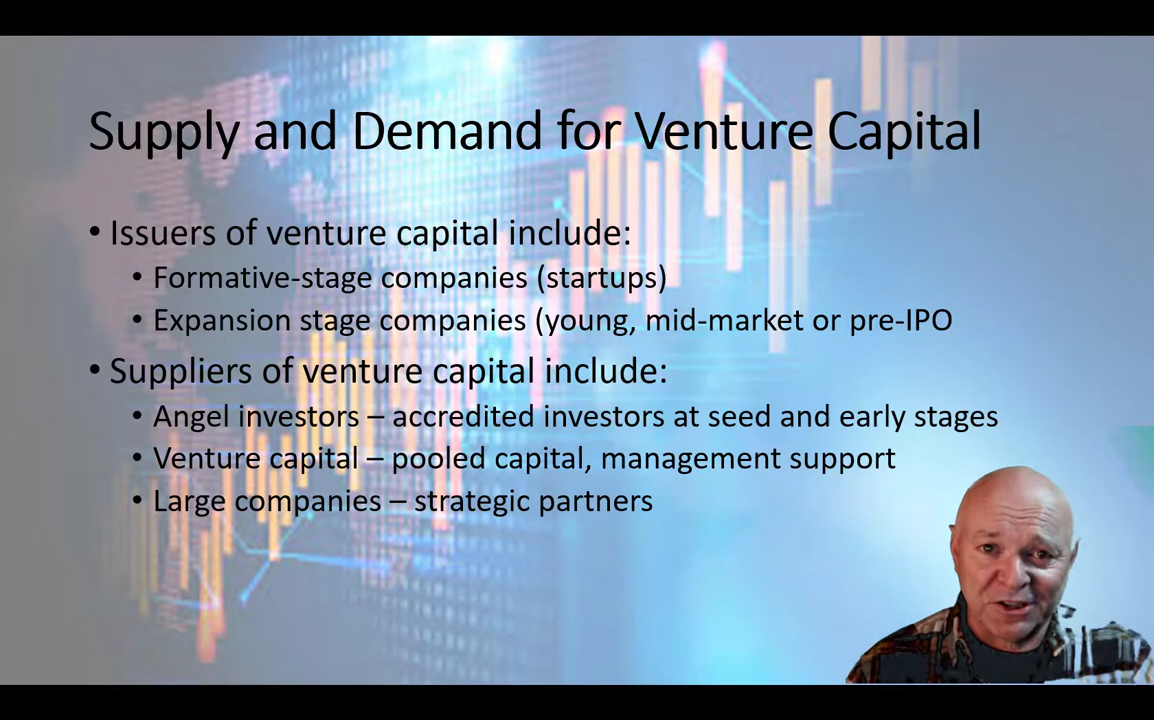 Supply and Demand for Venture Capital
• Issuers of venture capital include:
• Formative-stage companies (startups)
• Expansion stage companies (young, mid-market or pre-IPO
• Suppliers of venture capital include:
• Angel investors – accredited investors at seed and early stages
• Venture capital – pooled capital, management support
• Large companies – strategic partners